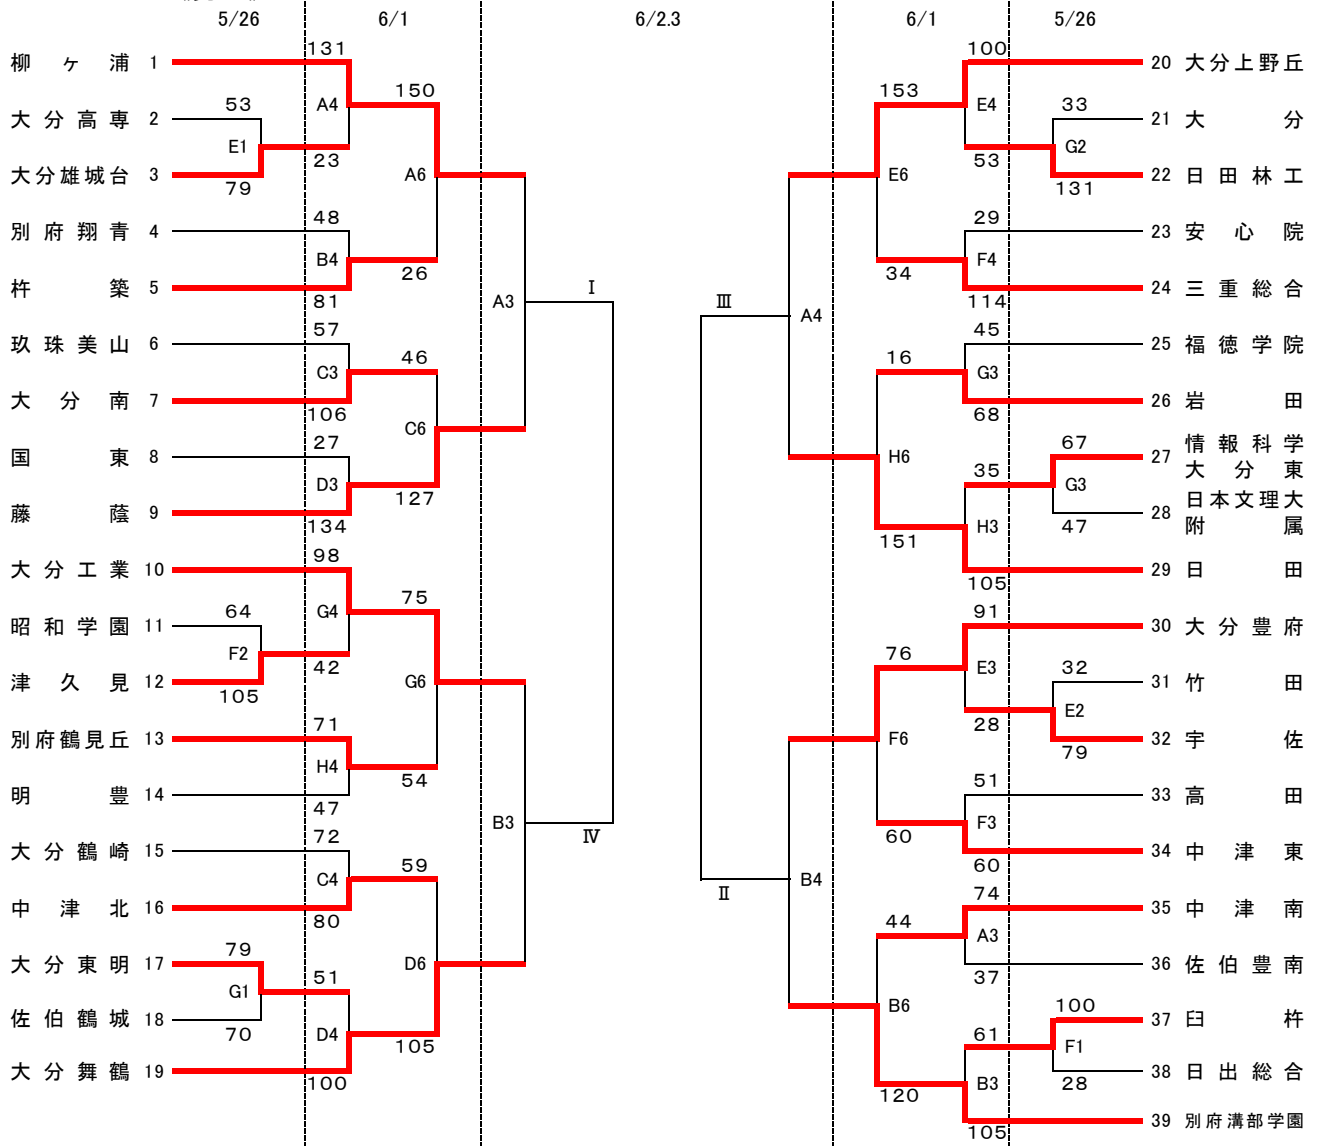 5/26 6/1 6/2.3 6/1 5/26
131 100
柳ヶ浦 1 20 大分上野丘
150 153
53 A4 E4 33
大分高専 2 21 大分
E1 G2
23 53
大分雄城台 3 A6 E6 22 日田林工
79 131
48 29
別府翔青 4 23 安心院
B4 F4
26 34
杵築 5 24 三重総合
81 A3 Ⅰ Ⅲ A4 114
57 45
玖珠美山 6 25 福徳学院
46 16
C3 G3
大分南 7 26 岩田
106 68
C6
27 67
国東 8 H6 27 情報科学
大分東
D3 35 G3
127
藤蔭 9 28 日本文理大
附属
134 151 H3 47
98
大分工業 10 29 日田
105
75 91
64 G4
昭和学園 11 30 大分豊府
F2 76
42 E3 32
津久見 12 G6 31 竹田
105 E2
71 28
別府鶴見丘 13 F6 32 宇佐
79
H4
54 51
明豊 14 33 高田
47 B3 F3
72 Ⅳ 60
大分鶴崎 15 34 中津東
59 60
C4 Ⅱ B4 74
中津北 16 35 中津南
80 44
79 A3
大分東明 17 D6 36 佐伯豊南
51 37
G1
B6 100
佐伯鶴城 18 37 臼杵
70 D4 61
105 F1
大分舞鶴 19 38 日出総合
100 B3 28
120
39 別府溝部学園
105